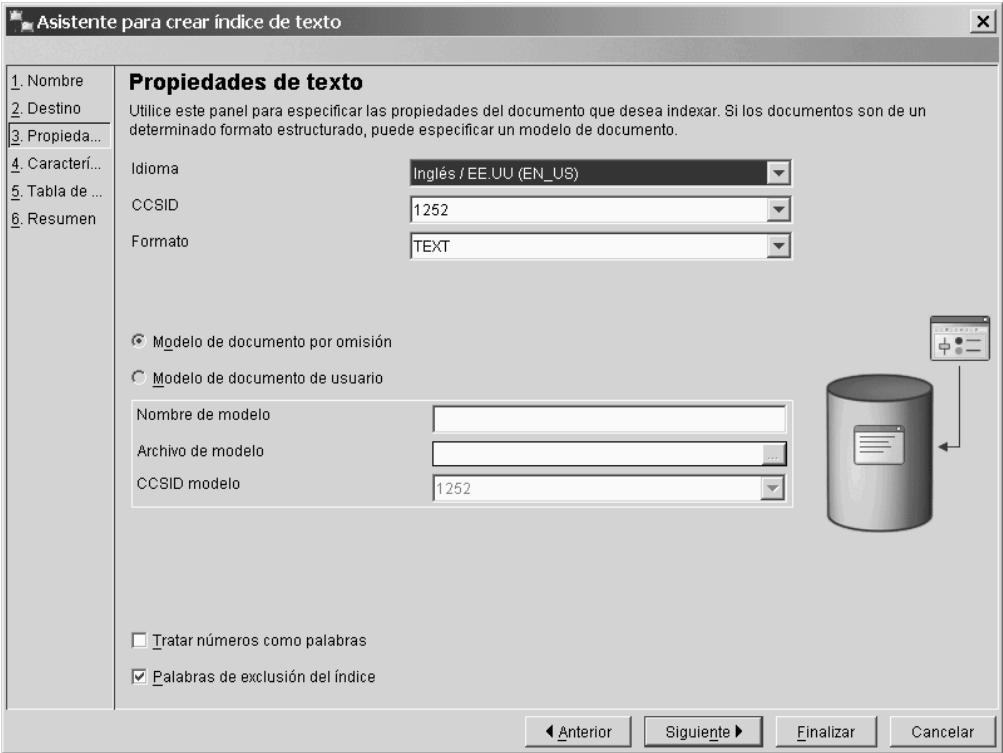 Asistente para crear índice de texto
1. Nombre
2. Destino
3. Propieda...
4. Caracterí...
5. Tabla de ...
6. Resumen
Propiedades de texto
Utilice este panel para especificar las propiedades del documento que desea indexar. Si los documentos son de un
determinado formato estructurado, puede especificar un modelo de documento.
Idioma
Inglés / EE.UU (EN_US)
CCSID
1252
Formato
TEXT
Modelo de documento por omisión
Modelo de documento de usuario
Nombre de modelo
Archivo de modelo
...
CCSID modelo
1252
Tratar números como palabras
Palabras de exclusión del índice
Anterior
Siguiente
Finalizar
Cancelar